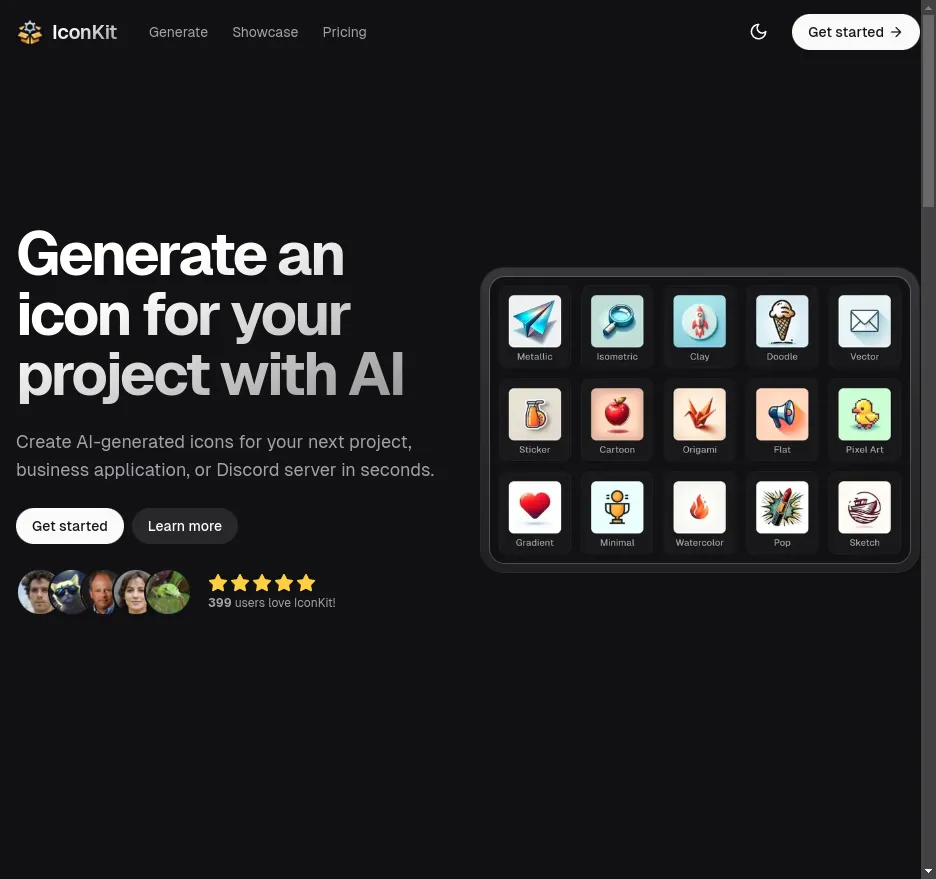 IconKit
Generate
Showcase
Pricing
Get started →
Generate an
icon for your
project with AI
Create AI-generated icons for your next project,
business application, or Discord server in seconds.
Get started
Learn more
399 users love IconKit!
Metallic
Isometric
Clay
Doodle
Vector
Sticker
Cartoon
Origami
Flat
Pixel Art
Gradient
Minimal
Watercolor
Pop
Sketch